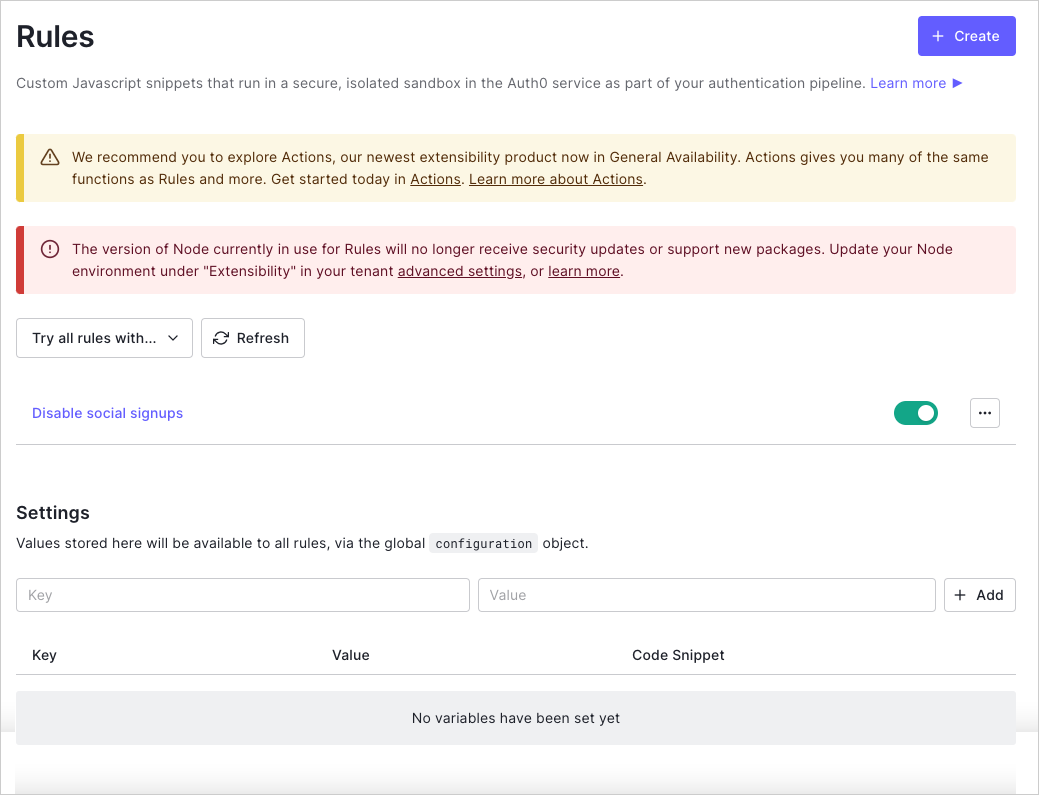 Rules
+ Create
Custom Javascript snippets that run in a secure, isolated sandbox in the Auth0 service as part of your authentication pipeline. Learn more ▶
We recommend you to explore Actions, our newest extensibility product now in General Availability. Actions gives you many of the same
functions as Rules and more. Get started today in Actions. Learn more about Actions.
The version of Node currently in use for Rules will no longer receive security updates or support new packages. Update your Node
environment under "Extensibility" in your tenant advanced settings, or learn more.
Try all rules with...
Refresh
Disable social signups
Settings
Values stored here will be available to all rules, via the global configuration object.
Key
Value
+ Add
Key
Value
Code Snippet
No variables have been set yet